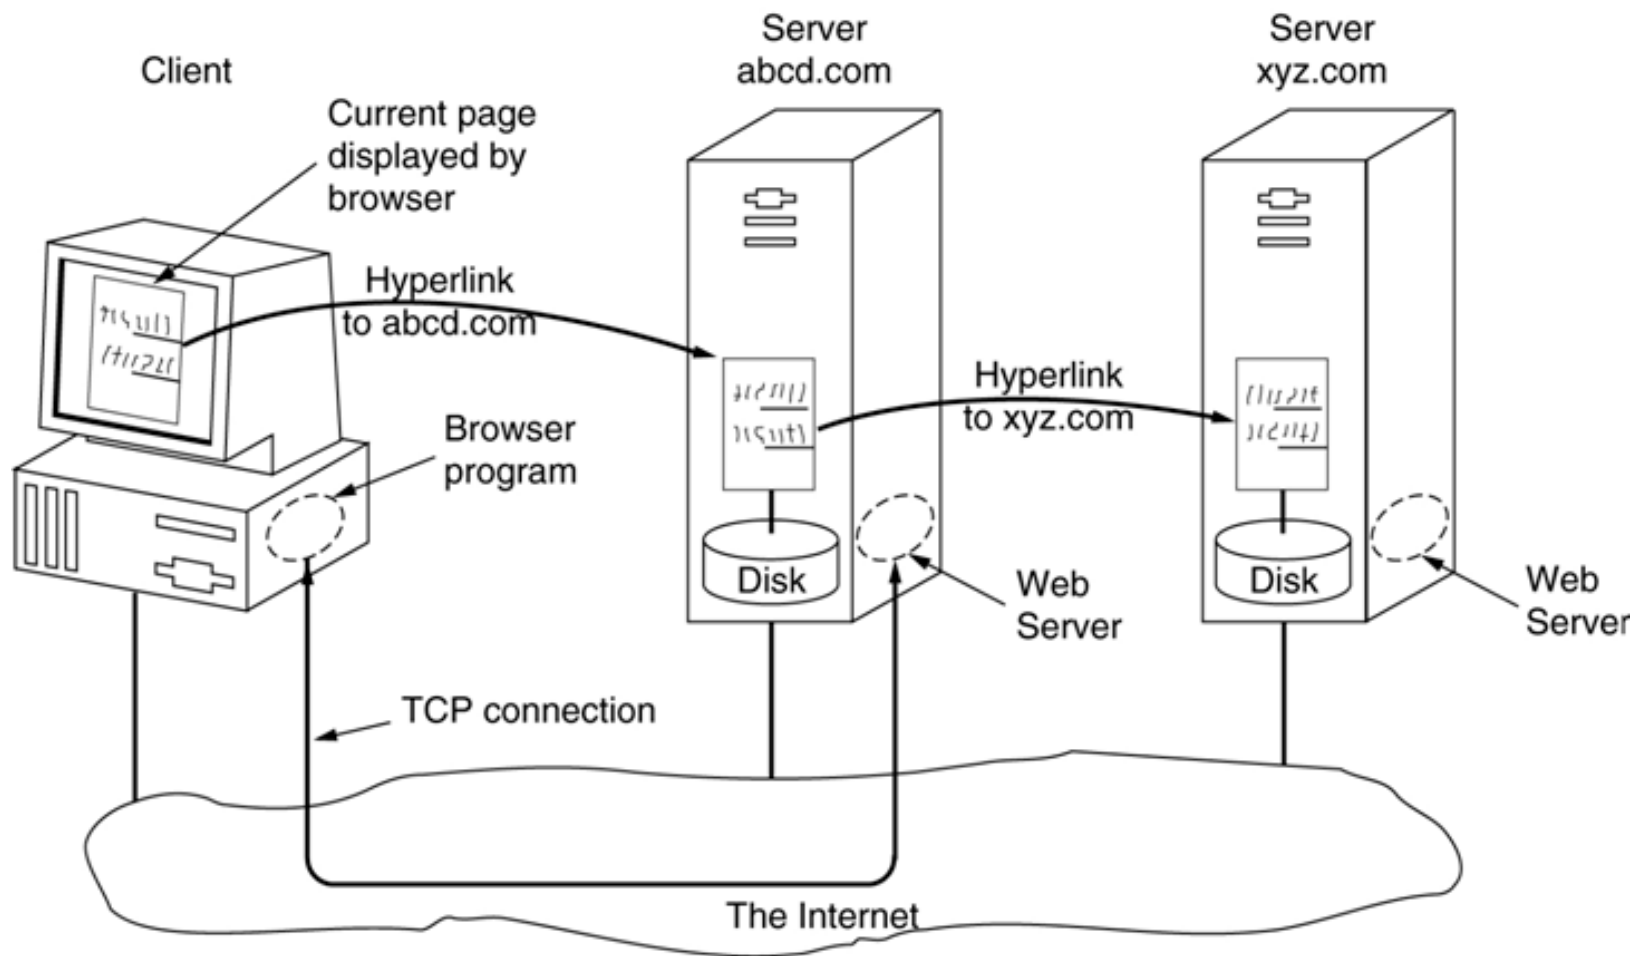 Client
Server
abcd.com
Server
xyz.com
Current page
displayed by
browser
Hyperlink
to abcd.com
Hyperlink
to xyz.com
Browser
program
Disk
Web
Server
Disk
Web
Server
TCP connection
The Internet